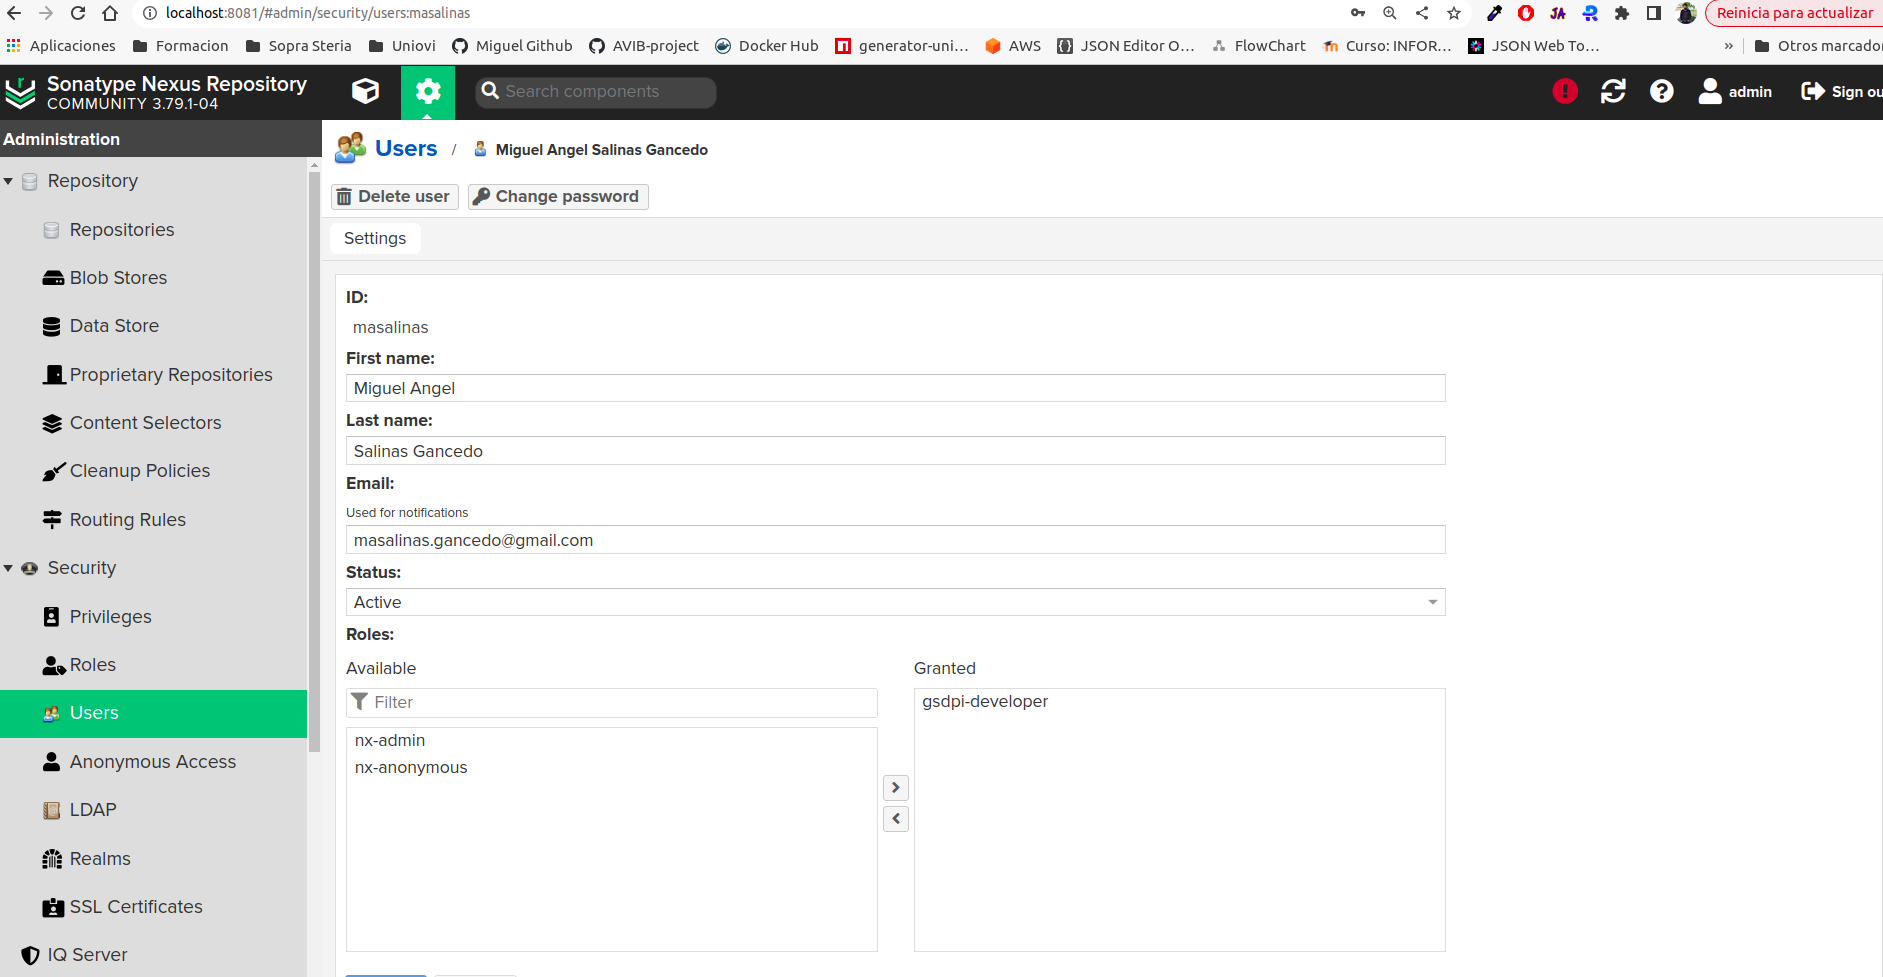 localhost:8081/#admin/security/users:masalinas
Reinicia para actualizar
Aplicaciones Formacion Sopra Steria Uniovi Miguel Github AVIB-project Docker Hub generator-uni... AWS JSON Editor O... FlowChart Curso: INFOR... JSON Web To... » Otros marcado
Sonatype Nexus Repository
COMMUNITY 3.79.1-04
Search components
admin
Sign ou
Administration
Repository
Repositories
Blob Stores
Data Store
Proprietary Repositories
Content Selectors
Cleanup Policies
Routing Rules
Security
Privileges
Roles
Users
Anonymous Access
LDAP
Realms
SSL Certificates
IQ Server
Users / Miguel Angel Salinas Gancedo
Delete user Change password
Settings
ID:
masalinas
First name:
Miguel Angel
Last name:
Salinas Gancedo
Email:
Used for notifications
masalinas.gancedo@gmail.com
Status:
Active
Roles:
Available
Filter
nx-admin
nx-anonymous
Granted
gsdpi-developer